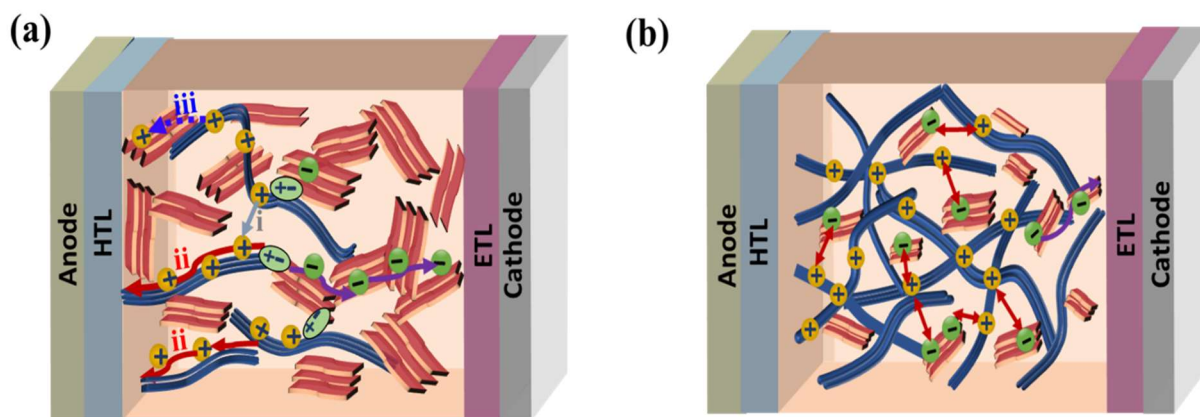 (a)
Anode
HTL
iii
i
ii
ii
ETL
Cathode
(b)
Anode
HTL
ETL
Cathode